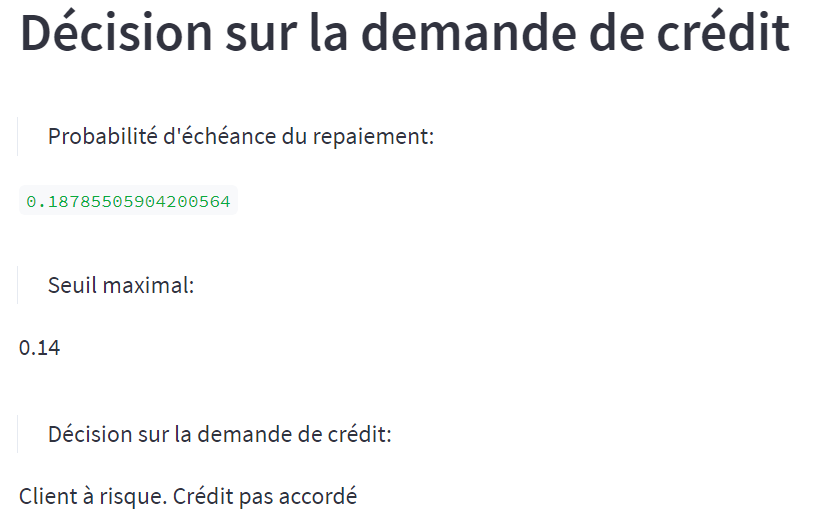 Décision sur la demande de crédit
Probabilité d'échéance du repaiement:
0.18785505904200564
Seuil maximal:
0.14
Décision sur la demande de crédit:
Client à risque. Crédit pas accordé